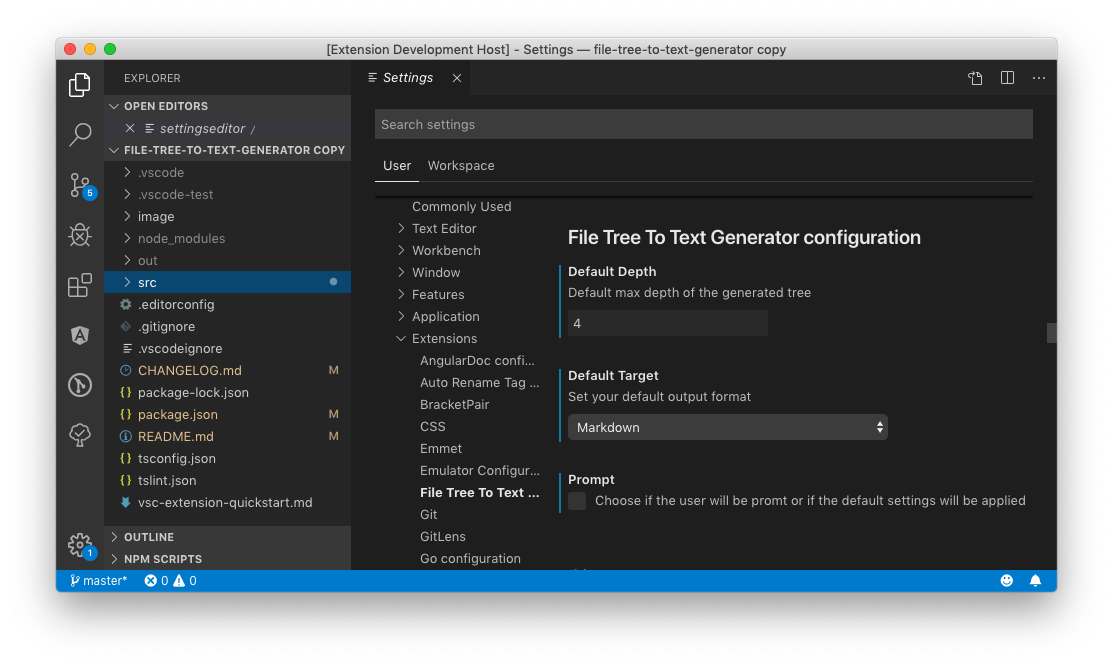 [Extension Development Host] - Settings — file-tree-to-text-generator copy
EXPLORER
OPEN EDITORS
settingseditor /
FILE-TREE-TO-TEXT-GENERATOR COPY
.vscode
.vscode-test
image
node_modules
out
src
.editorconfig
.gitignore
.vscodeignore
CHANGELOG.md M
{} package-lock.json
{} package.json M
README.md M
{} tsconfig.json
{} tslint.json
vsc-extension-quickstart.md
OUTLINE
NPM SCRIPTS
5
1
Settings
Search settings
User Workspace
Commonly Used
Text Editor
Workbench
Window
Features
Application
Extensions
AngularDoc confi...
Auto Rename Tag ...
BracketPair
CSS
Emmet
Emulator Configur...
File Tree To Text ...
Git
GitLens
Go configuration
File Tree To Text Generator configuration
Default Depth
Default max depth of the generated tree
4
Default Target
Set your default output format
Markdown
Prompt
Choose if the user will be promt or if the default settings will be applied
master* 0 0